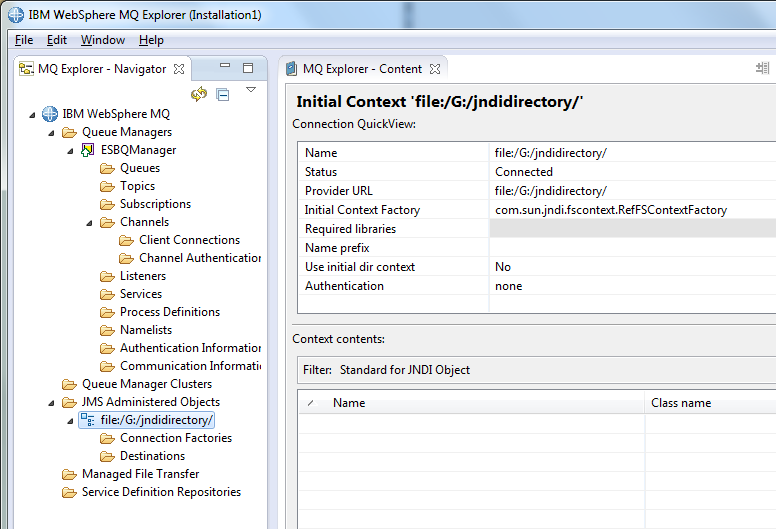 IBM WebSphere MQ Explorer (Installation1)
File Edit Window Help
MQ Explorer - Navigator
IBM WebSphere MQ
Queue Managers
ESBQManager
Queues
Topics
Subscriptions
Channels
Client Connections
Channel Authentication
Listeners
Services
Process Definitions
Namelists
Authentication Information
Communication Informati
Queue Manager Clusters
JMS Administered Objects
file:/G:/jndidirectory/
Connection Factories
Destinations
Managed File Transfer
Service Definition Repositories
MQ Explorer - Content
Initial Context 'file:/G:/jndidirectory/'
Connection QuickView:
Name file:/G:/jndidirectory/
Status Connected
Provider URL file:/G:/jndidirectory/
Initial Context Factory com.sun.jndi.fscontext.RefFSContextFactory
Required libraries
Name prefix
Use initial dir context No
Authentication none
Context contents:
Filter: Standard for JNDI Object
Name Class name